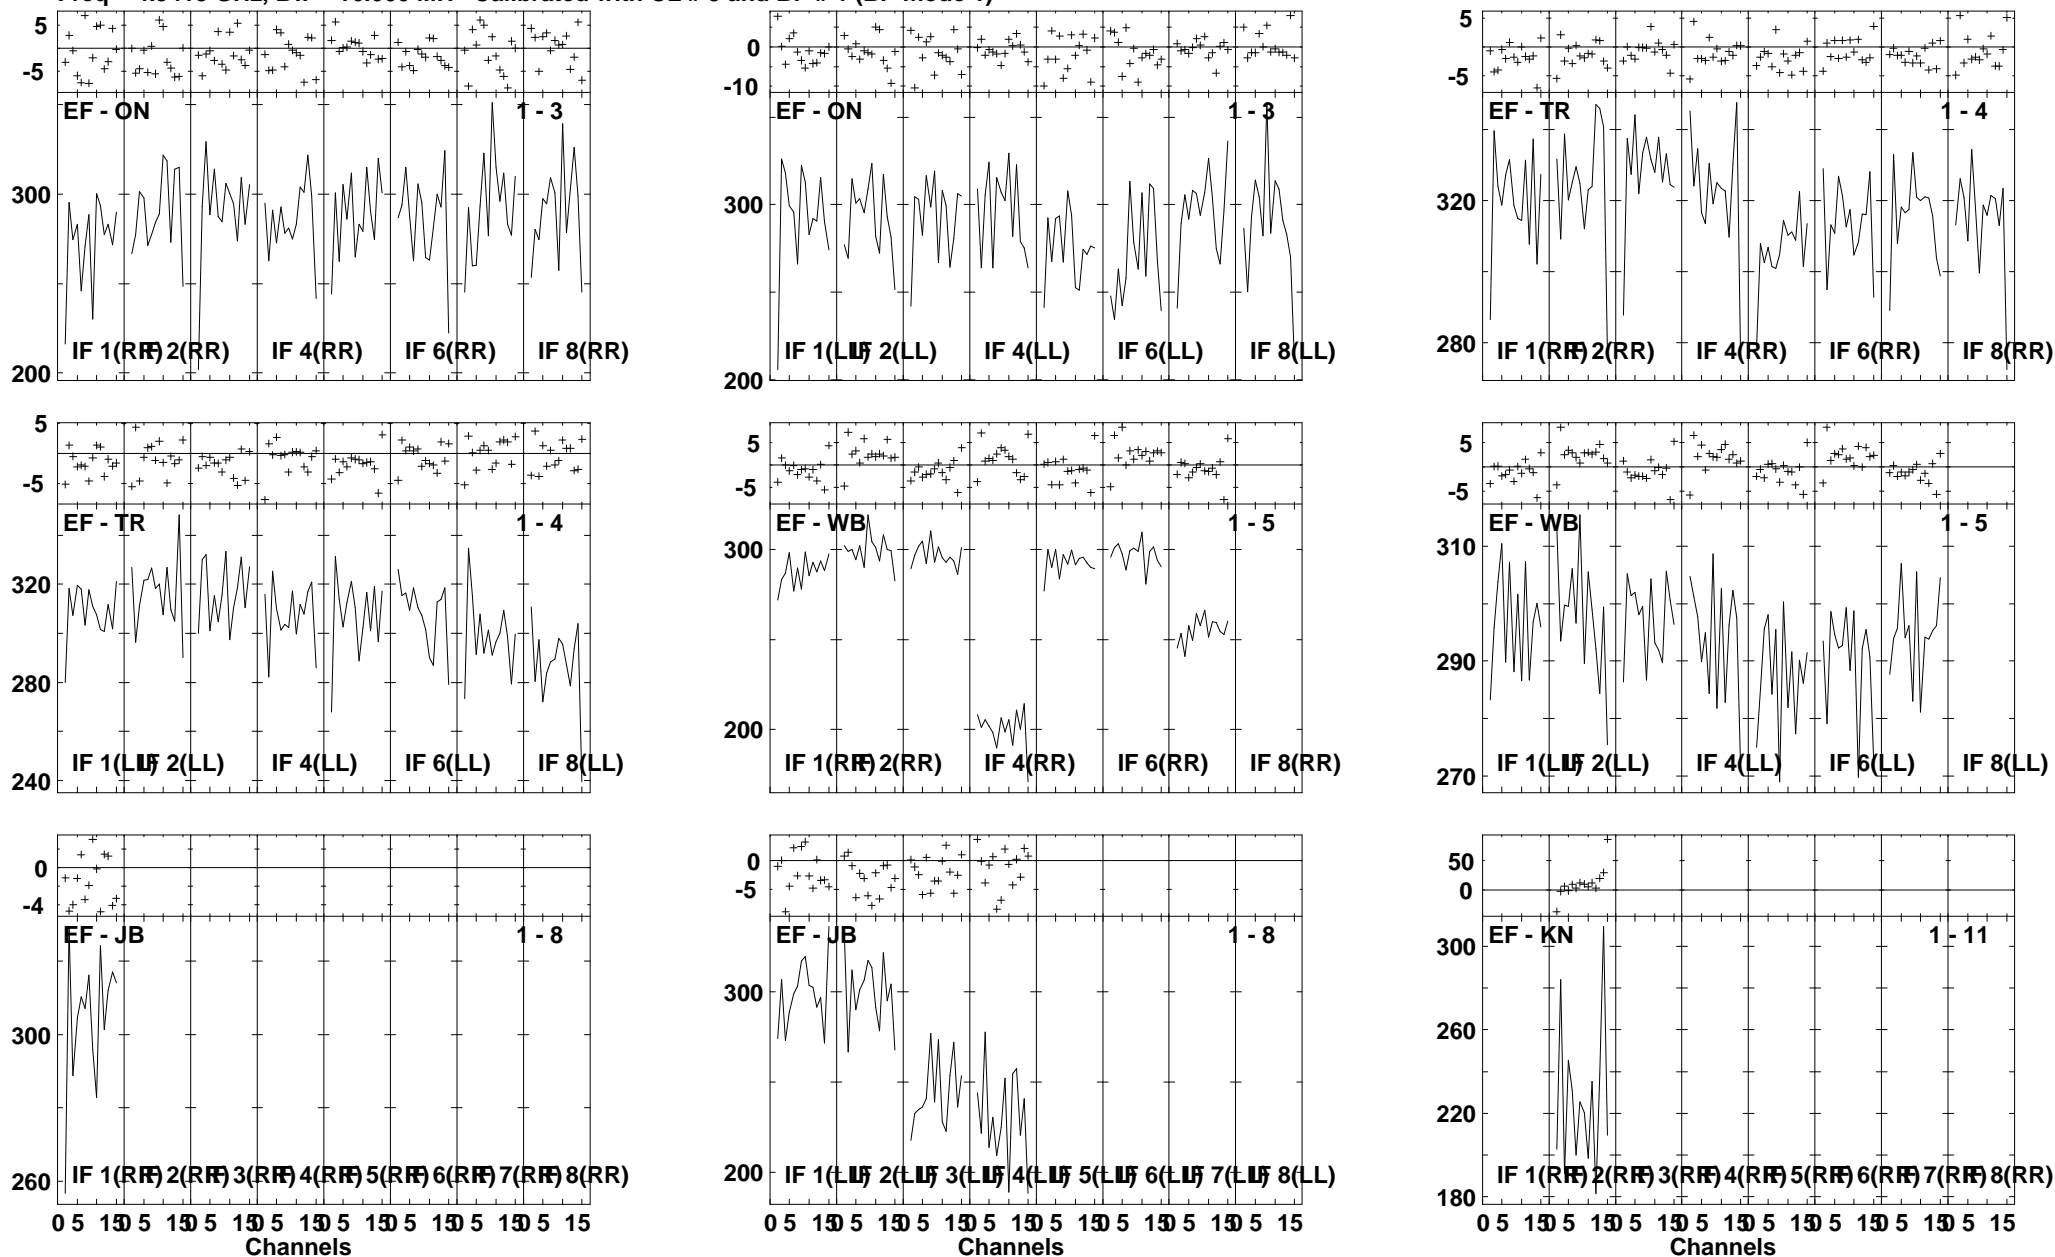 5
-5
EF - ON
1 - 3
300
200
IF 1(RR)
IF 2(RR)
IF 4(RR)
IF 6(RR)
IF 8(RR)
0
-10
EF - ON
1 - 3
300
200
IF 1(LL)
IF 2(LL)
IF 4(LL)
IF 6(LL)
IF 8(LL)
5
-5
EF - TR
1 - 4
320
280
IF 1(RR)
IF 2(RR)
IF 4(RR)
IF 6(RR)
IF 8(RR)
5
-5
EF - TR
1 - 4
320
280
240
IF 1(LL)
IF 2(LL)
IF 4(LL)
IF 6(LL)
IF 8(LL)
5
-5
EF - WB
1 - 5
300
200
IF 1(RR)
IF 2(RR)
IF 4(RR)
IF 6(RR)
IF 8(RR)
5
-5
EF - WB
1 - 5
310
290
270
IF 1(LL)
IF 2(LL)
IF 4(LL)
IF 6(LL)
IF 8(LL)
0
-4
EF - JB
1 - 8
300
260
IF 1(RR)
IF 2(RR)
IF 3(RR)
IF 4(RR)
IF 5(RR)
IF 6(RR)
IF 7(RR)
IF 8(RR)
0 5 15 0 5 15 0 5 15 0 5 15 0 5 15 0 5 15 0 5 15 0 5 15
Channels
0
-5
EF - JB
1 - 8
300
200
IF 1(LL)
IF 2(LL)
IF 3(LL)
IF 4(LL)
IF 5(LL)
IF 6(LL)
IF 7(LL)
IF 8(LL)
0 5 15 0 5 15 0 5 15 0 5 15 0 5 15 0 5 15 0 5 15 0 5 15
Channels
50
0
EF - KN
1 - 11
300
260
220
180
IF 1(RR)
IF 2(RR)
IF 3(RR)
IF 4(RR)
IF 5(RR)
IF 6(RR)
IF 7(RR)
IF 8(RR)
0 5 15 0 5 15 0 5 15 0 5 15 0 5 15 0 5 15 0 5 15 0 5 15
Channels